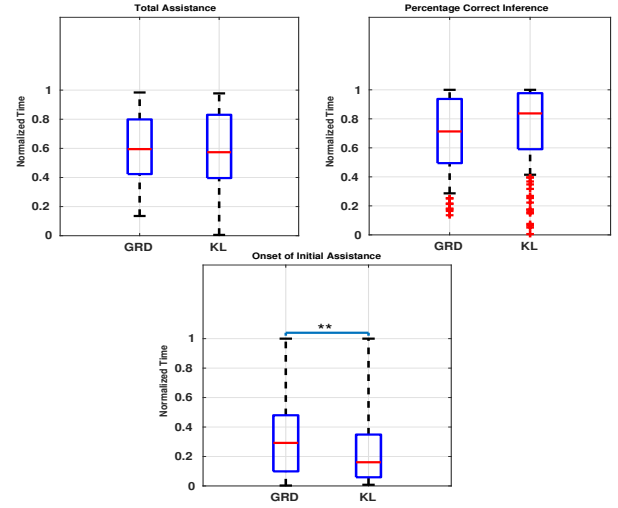 Total Assistance
Normalized Time
1
0.8
0.6
0.4
0.2
0
GRD KL
Percentage Correct Inference
Normalized Time
1
0.8
0.6
0.4
0.2
0
GRD KL
Onset of Initial Assistance
Normalized Time
**
1
0.8
0.6
0.4
0.2
0
GRD KL